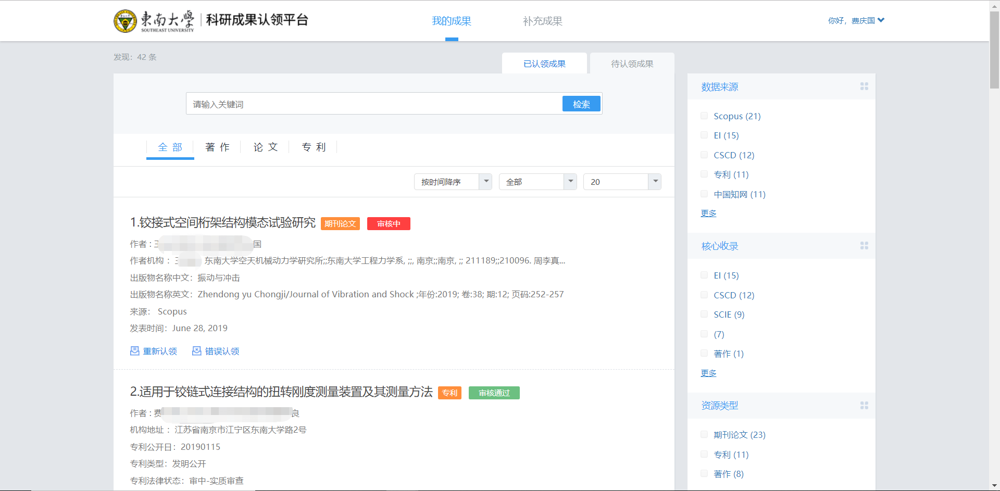 東南大學
SOUTHEAST UNIVERSITY
科研成果认领平台
我的成果
补充成果
你好，费庆国
发现：42 条
已认领成果
待认领成果
请输入关键词
检索
全 部
著 作
论 文
专 利
按时间降序
全部
20
1.铰接式空间桁架结构模态试验研究
期刊论文
审核中
作者 : 王
国
作者机构 : 王
东南大学空天机械动力学研究所;;东南大学工程力学系, ;;, 南京;;南京, ;; 211189;;210096. 周李真...
出版物名称中文：振动与冲击
出版物名称英文：Zhendong yu Chongji/Journal of Vibration and Shock ;年份:2019; 卷:38; 期:12; 页码:252-257
来源： Scopus
发表时间：June 28, 2019
重新认领
错误认领
2.适用于铰链式连接结构的扭转刚度测量装置及其测量方法
专利
审核通过
作者 : 费
良
机构地址 : 江苏省南京市江宁区东南大学路2号
专利公开日：20190115
专利类型：发明公开
专利法律状态：审中-实质审查
数据来源
Scopus (21)
EI (15)
CSCD (12)
专利 (11)
中国知网 (11)
更多
核心收录
EI (15)
CSCD (12)
SCIE (9)
(7)
著作 (1)
更多
资源类型
期刊论文 (23)
专利 (11)
著作 (8)